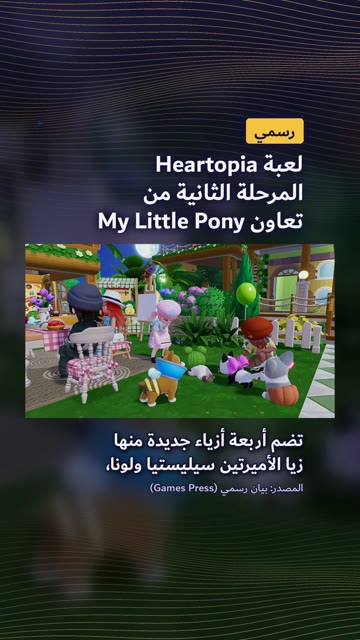 رسمي
لعبة Heartopia
المرحلة الثانية من
تعاون My Little Pony
تضم أربعة أزياء جديدة منها
زيا الأميرتين سيليستيا ولونا،
المصدر: بيان رسمي (Games Press)